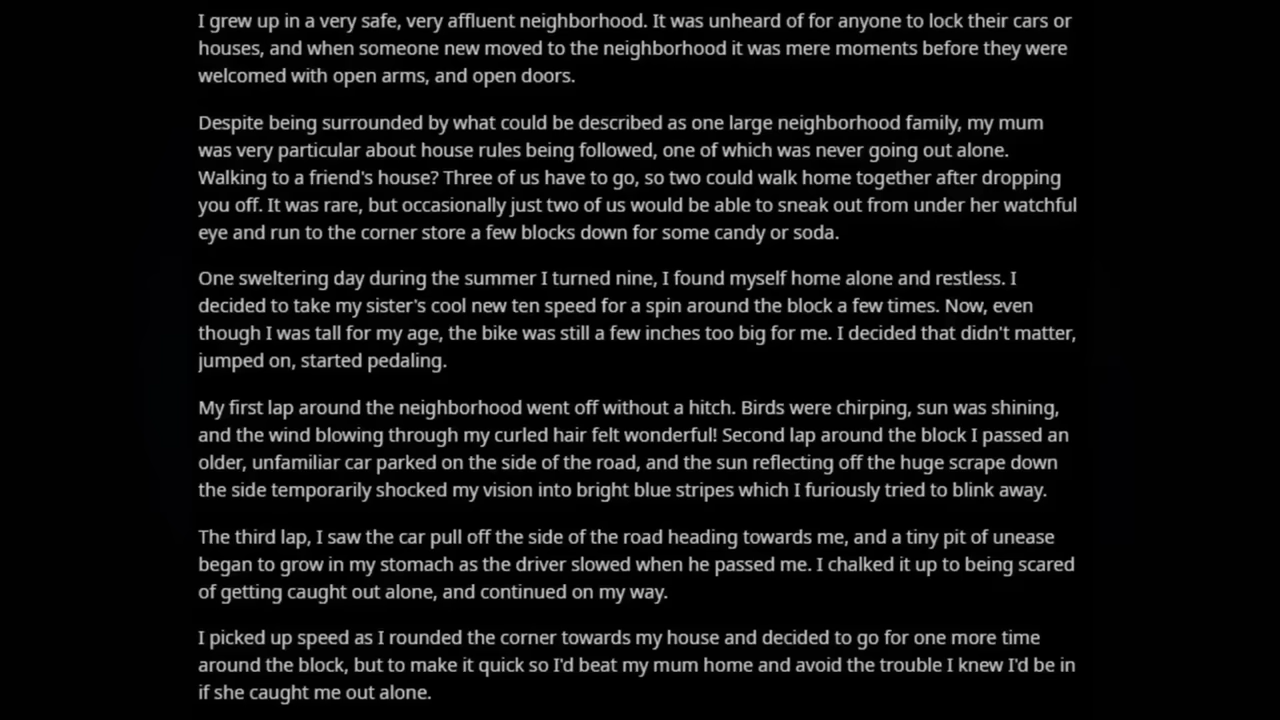 I grew up in a very safe, very affluent neighborhood. It was unheard of for anyone to lock their cars or
houses, and when someone new moved to the neighborhood it was mere moments before they were
welcomed with open arms, and open doors.
Despite being surrounded by what could be described as one large neighborhood family, my mum
was very particular about house rules being followed, one of which was never going out alone.
Walking to a friend's house? Three of us have to go, so two could walk home together after dropping
you off. It was rare, but occasionally just two of us would be able to sneak out from under her watchful
eye and run to the corner store a few blocks down for some candy or soda.
One sweltering day during the summer I turned nine, I found myself home alone and restless. I
decided to take my sister's cool new ten speed for a spin around the block a few times. Now, even
though I was tall for my age, the bike was still a few inches too big for me. I decided that didn't matter,
jumped on, started pedaling.
My first lap around the neighborhood went off without a hitch. Birds were chirping, sun was shining,
and the wind blowing through my curled hair felt wonderful! Second lap around the block I passed an
older, unfamiliar car parked on the side of the road, and the sun reflecting off the huge scrape down
the side temporarily shocked my vision into bright blue stripes which I furiously tried to blink away.
The third lap, I saw the car pull off the side of the road heading towards me, and a tiny pit of unease
began to grow in my stomach as the driver slowed when he passed me. I chalked it up to being scared
of getting caught out alone, and continued on my way.
I picked up speed as I rounded the corner towards my house and decided to go for one more time
around the block, but to make it quick so I'd beat my mum home and avoid the trouble I knew I'd be in
if she caught me out alone.